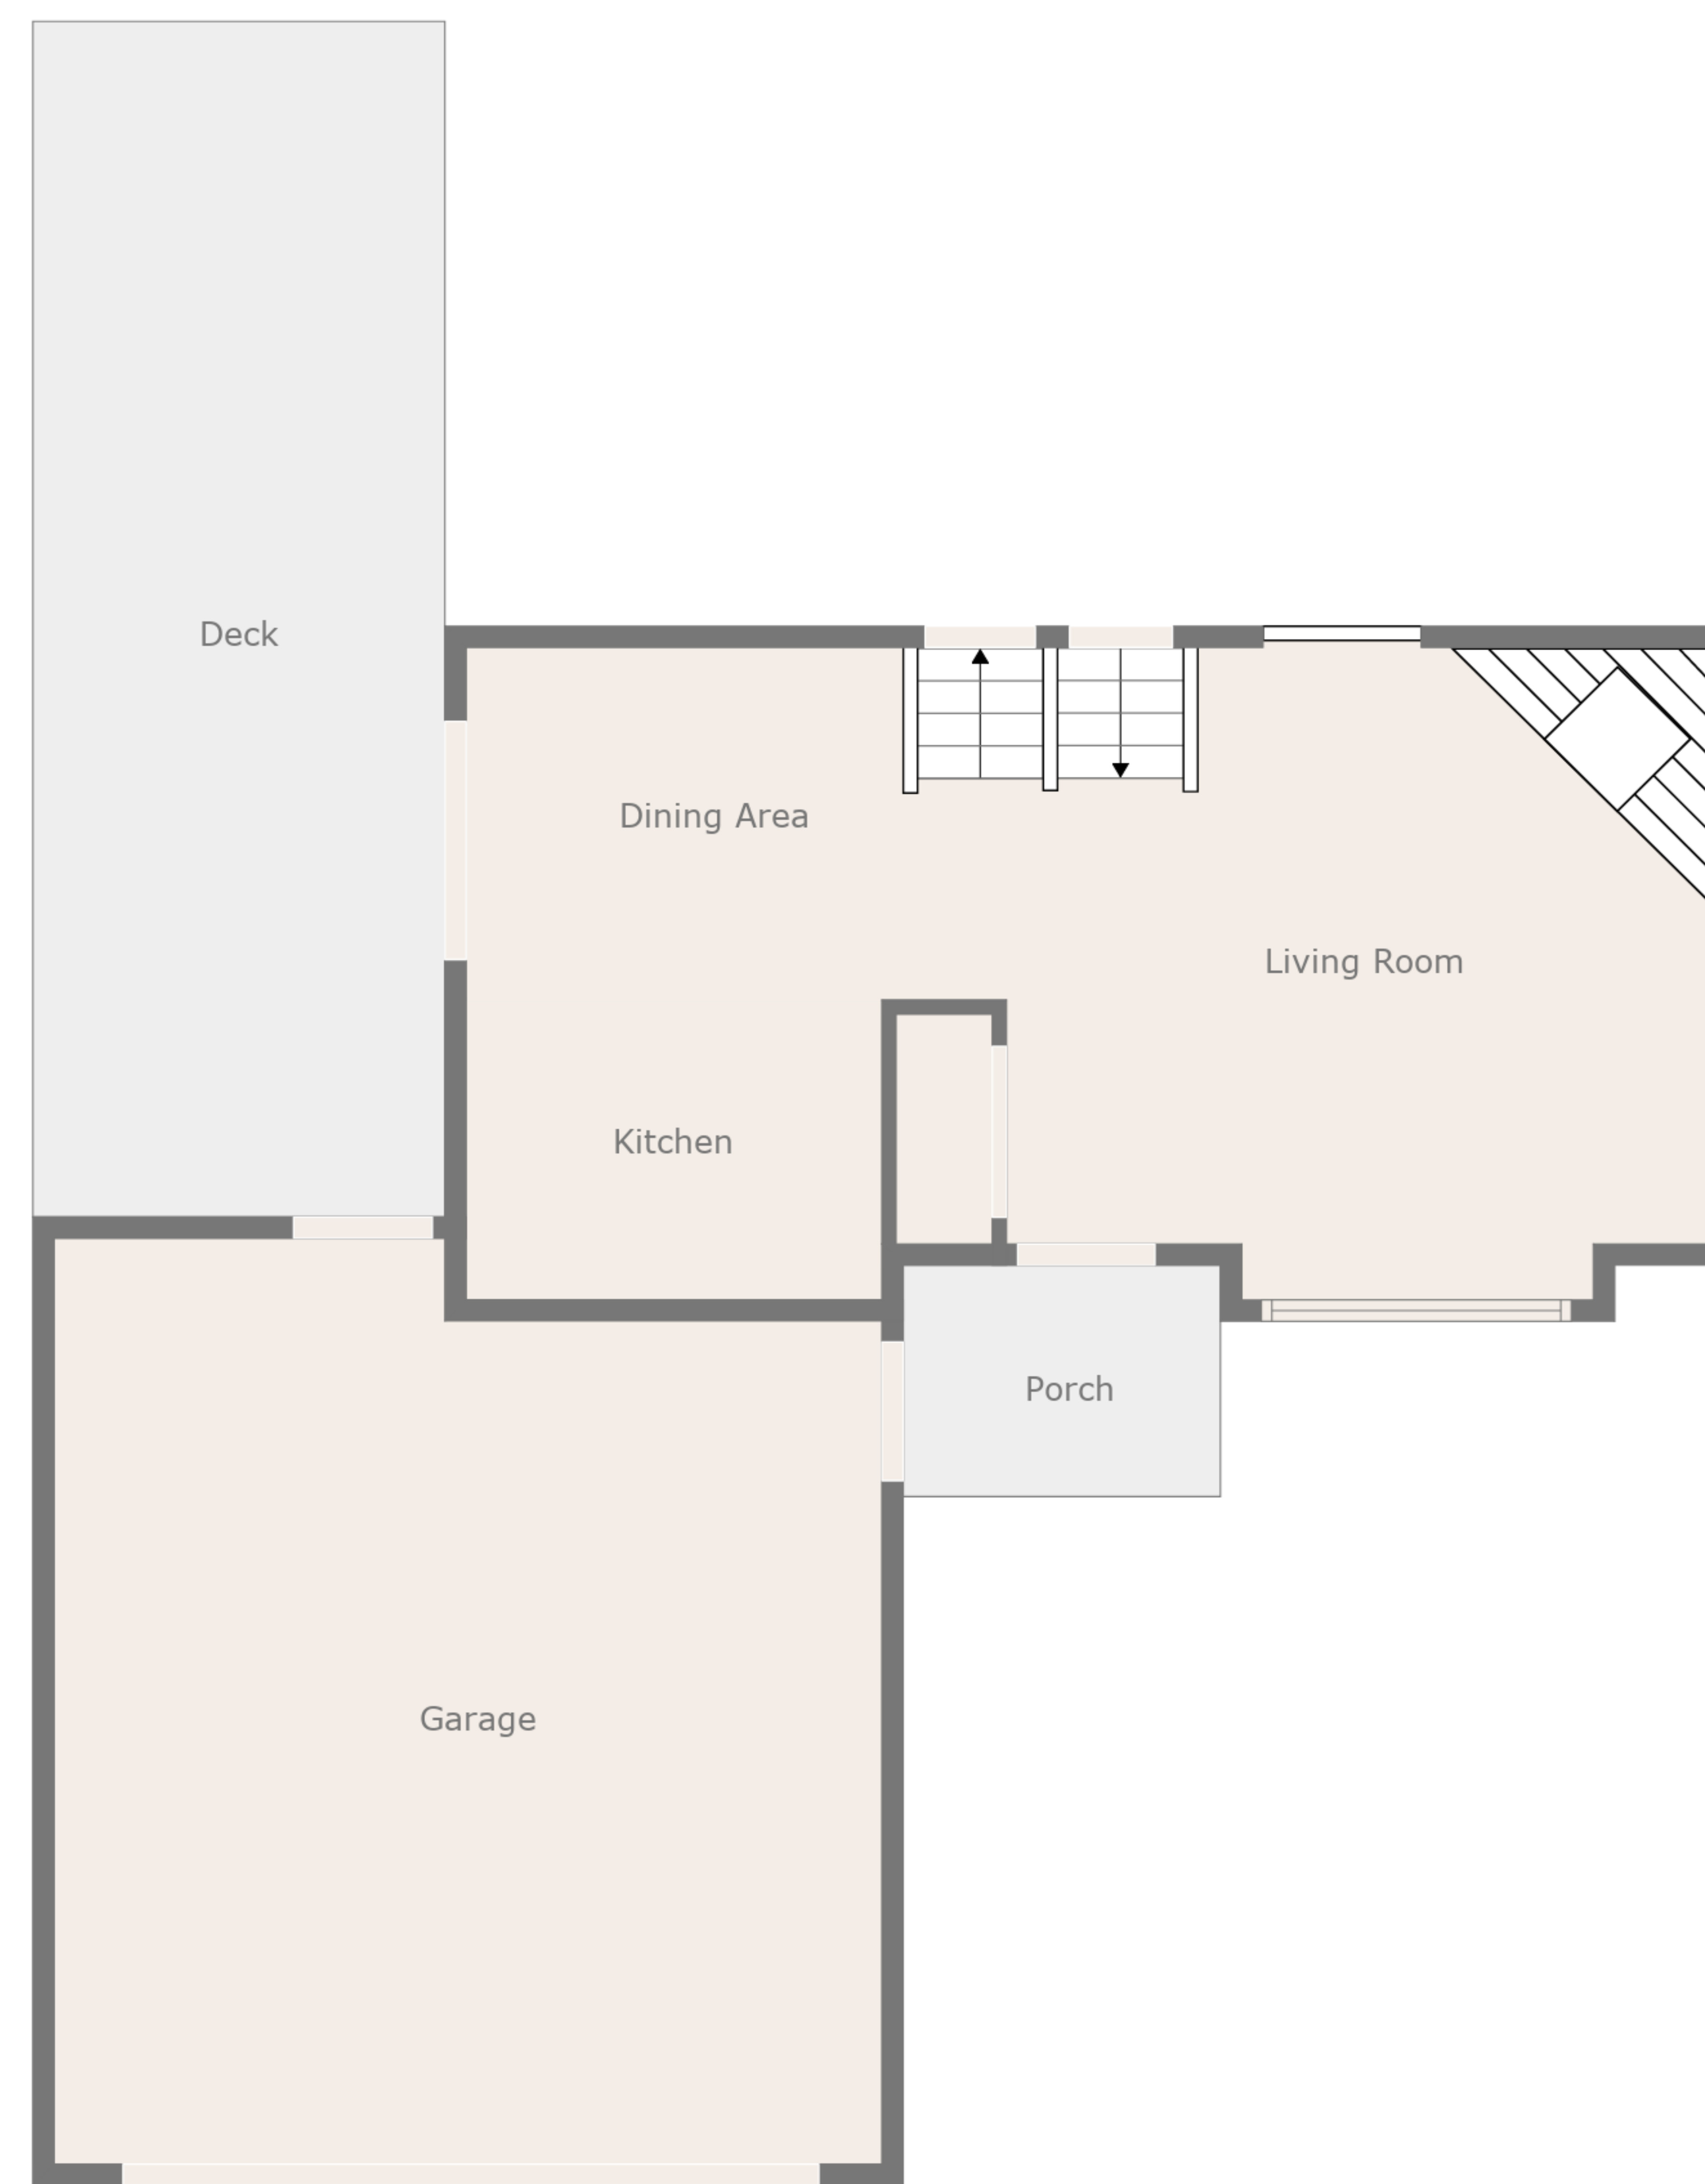 Deck
Dining Area
Living Room
Kitchen
Porch
Garage